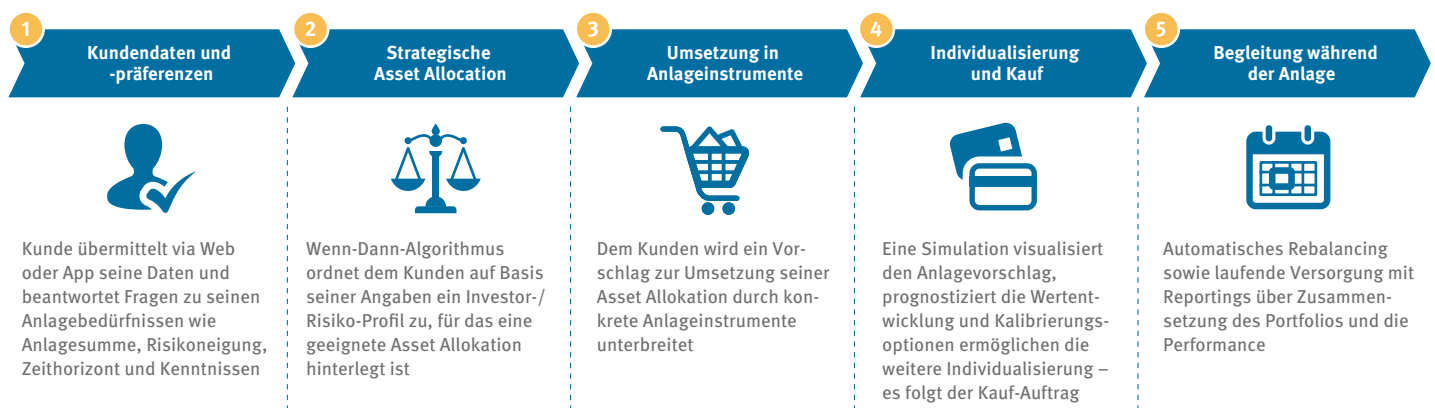 1
Kundendaten und
-präferenzen
Kunde übermittelt via Web
oder App seine Daten und
beantwortet Fragen zu seinen
Anlagebedürfnissen wie
Anlagesumme, Risikoneigung,
Zeithorizont und Kenntnissen
2
Strategische
Asset Allocation
Wenn-Dann-Algorithmus
ordnet dem Kunden auf Basis
seiner Angaben ein Investor-/
Risiko-Profil zu, für das eine
geeignete Asset Allokation
hinterlegt ist
3
Umsetzung in
Anlageinstrumente
Dem Kunden wird ein Vor-
schlag zur Umsetzung seiner
Asset Allokation durch kon-
krete Anlageinstrumente
unterbreitet
4
Individualisierung
und Kauf
Eine Simulation visualisiert
den Anlagevorschlag,
prognostiziert die Wertent-
wicklung und Kalibrierungs-
optionen ermöglichen die
weitere Individualisierung –
es folgt der Kauf-Auftrag
5
Begleitung während
der Anlage
Automatisches Rebalancing
sowie laufende Versorgung mit
Reportings über Zusammen-
setzung des Portfolios und die
Performance